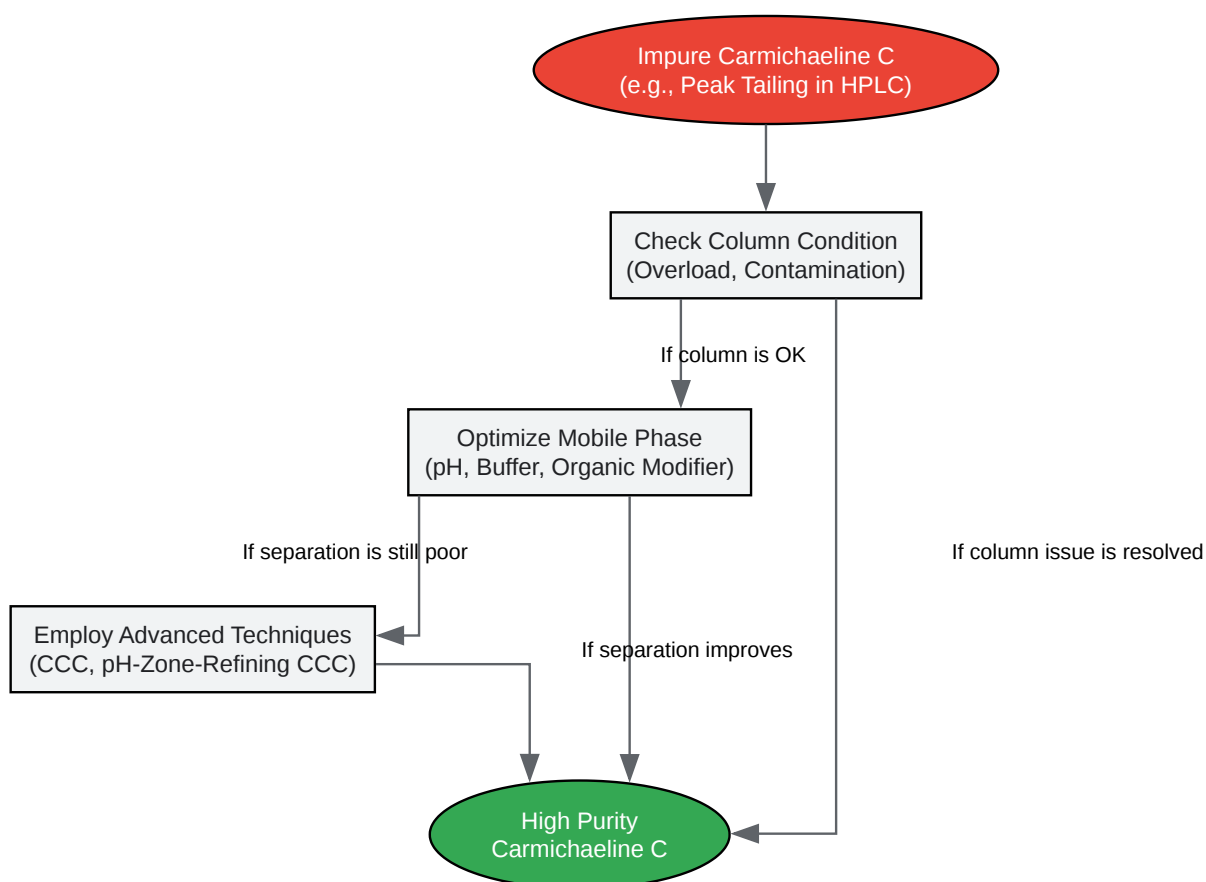 Impure Carmichaeline C
(e.g., Peak Tailing in HPLC)
Check Column Condition
(Overload, Contamination)
If column is OK
Optimize Mobile Phase
(pH, Buffer, Organic Modifier)
If separation is still poor
If column issue is resolved
Employ Advanced Techniques
(CCC, pH-Zone-Refining CCC)
If separation improves
High Purity
Carmichaeline C